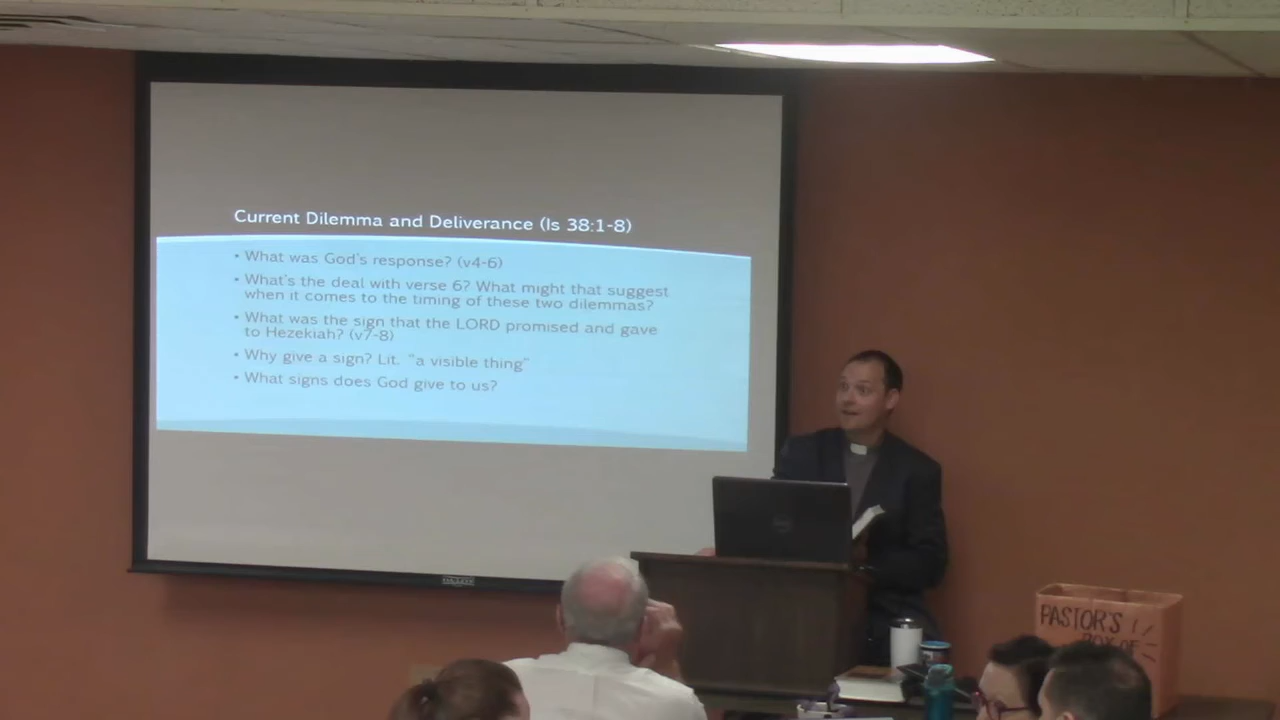 Current Dilemma and Deliverance (Is 38:1-8)
• What was God's response? (v4-6)
• What's the deal with verse 6? What might that suggest
when it comes to the timing of these two dilemmas?
• What was the sign that the LORD promised and gave
to Hezekiah? (v7-8)
• Why give a sign? Lit. "a visible thing"
• What signs does God give to us?
PASTOR'S
BOX OF